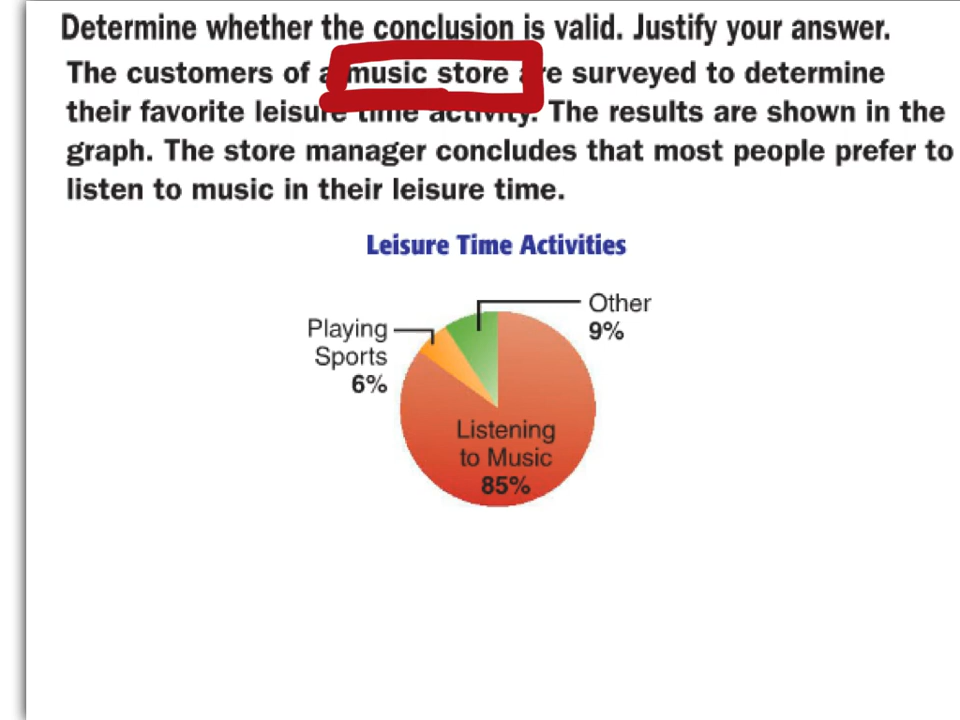 Determine whether the conclusion is valid. Justify your answer.
The customers of a music store are surveyed to determine
their favorite leisure time activity. The results are shown in the
graph. The store manager concludes that most people prefer to
listen to music in their leisure time.
Leisure Time Activities
Other
9%
Playing
Sports
6%
Listening
to Music
85%